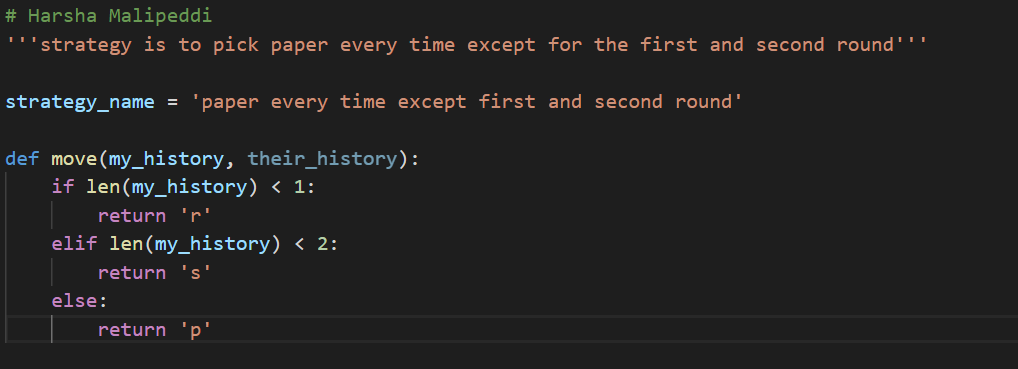 # Harsha Malipeddi
'''strategy is to pick paper every time except for the first and second round'''
strategy_name = 'paper every time except first and second round'
def move(my_history, their_history):
    if len(my_history) < 1:
        return 'r'
    elif len(my_history) < 2:
        return 's'
    else:
        return 'p'